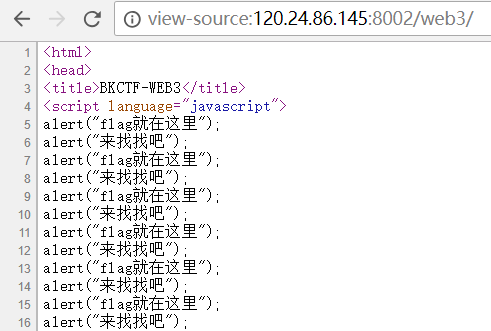 view-source:120.24.86.145:8002/web3/
1 <html>
2 <head>
3 <title>BKCTF-WEB3</title>
4 <script language="javascript">
5 alert("flag就在这里");
6 alert("来找找吧");
7 alert("flag就在这里");
8 alert("来找找吧");
9 alert("flag就在这里");
10 alert("来找找吧");
11 alert("flag就在这里");
12 alert("来找找吧");
13 alert("flag就在这里");
14 alert("来找找吧");
15 alert("flag就在这里");
16 alert("来找找吧");